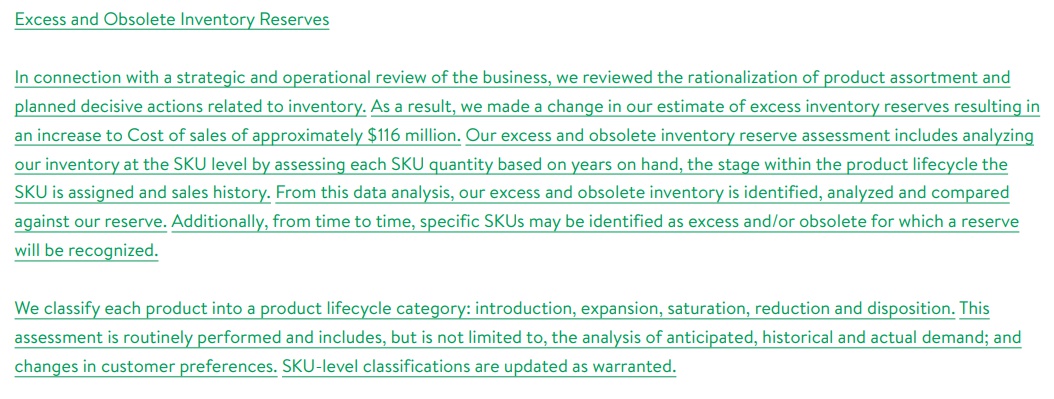 Excess and Obsolete Inventory Reserves
In connection with a strategic and operational review of the business, we reviewed the rationalization of product assortment and
planned decisive actions related to inventory. As a result, we made a change in our estimate of excess inventory reserves resulting in
an increase to Cost of sales of approximately $116 million. Our excess and obsolete inventory reserve assessment includes analyzing
our inventory at the SKU level by assessing each SKU quantity based on years on hand, the stage within the product lifecycle the
SKU is assigned and sales history. From this data analysis, our excess and obsolete inventory is identified, analyzed and compared
against our reserve. Additionally, from time to time, specific SKUs may be identified as excess and/or obsolete for which a reserve
will be recognized.
We classify each product into a product lifecycle category: introduction, expansion, saturation, reduction and disposition. This
assessment is routinely performed and includes, but is not limited to, the analysis of anticipated, historical and actual demand; and
changes in customer preferences. SKU-level classifications are updated as warranted.